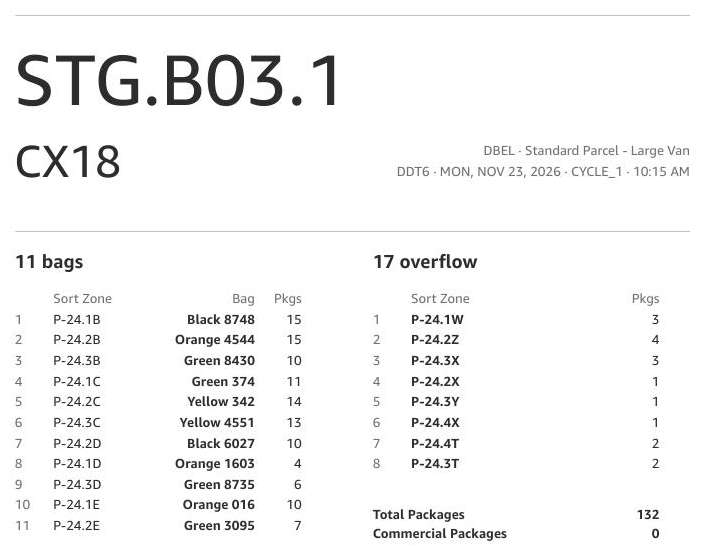 STG.B03.1
CX18
DBEL · Standard Parcel - Large Van
DDT6 · MON, NOV 23, 2026 · CYCLE_1 · 10:15 AM
11 bags
Sort Zone Bag Pkgs
1 P-24.1B Black 8748 15
2 P-24.2B Orange 4544 15
3 P-24.3B Green 8430 10
4 P-24.1C Green 374 11
5 P-24.2C Yellow 342 14
6 P-24.3C Yellow 4551 13
7 P-24.2D Black 6027 10
8 P-24.1D Orange 1603 4
9 P-24.3D Green 8735 6
10 P-24.1E Orange 016 10
11 P-24.2E Green 3095 7
17 overflow
Sort Zone Pkgs
1 P-24.1W 3
2 P-24.2Z 4
3 P-24.3X 3
4 P-24.2X 1
5 P-24.3Y 1
6 P-24.4X 1
7 P-24.4T 2
8 P-24.3T 2
Total Packages 132
Commercial Packages 0